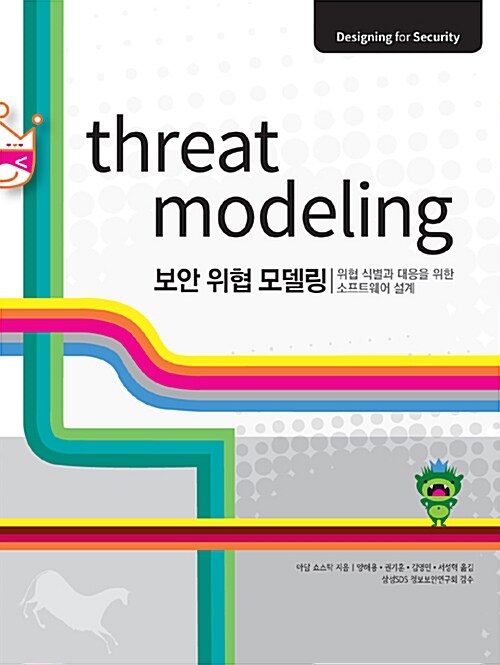 Designing for Security
threat
modeling
보안 위협 모델링
위협 식별과 대응을 위한
소프트웨어 설계
아담 쇼스탁 지음 | 양해용 • 권기훈 • 김영민 • 서성혁 옮김
삼성SDS 정보보안연구회 감수